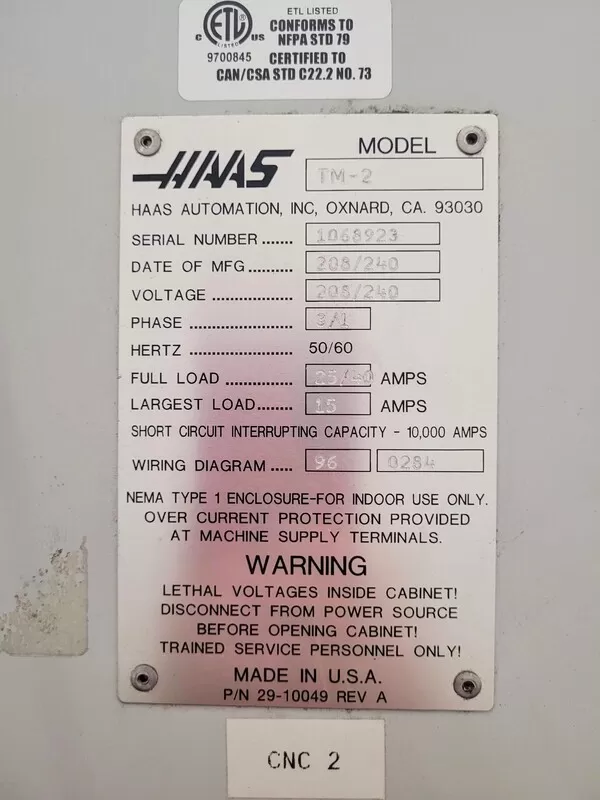 ETL LISTED
CONFORMS TO
NFPA STD 79
ETL
LISTED
C US
9700845
CERTIFIED TO
CAN/CSA STD C22.2 NO. 73
HAAS
MODEL
TM-2
HAAS AUTOMATION, INC, OXNARD, CA. 93030
SERIAL NUMBER ....... 1068923
DATE OF MFG.......... 208/240
VOLTAGE ................ 208/240
PHASE ..................... 3/1
HERTZ ...................... 50/60
FULL LOAD .............. 25/40 AMPS
LARGEST LOAD........ 15 AMPS
SHORT CIRCUIT INTERRUPTING CAPACITY - 10,000 AMPS
WIRING DIAGRAM ..... 96 0284
NEMA TYPE 1 ENCLOSURE-FOR INDOOR USE ONLY.
OVER CURRENT PROTECTION PROVIDED
AT MACHINE SUPPLY TERMINALS.
WARNING
LETHAL VOLTAGES INSIDE CABINET!
DISCONNECT FROM POWER SOURCE
BEFORE OPENING CABINET!
TRAINED SERVICE PERSONNEL ONLY!
MADE IN U.S.A.
P/N 29-10049 REV A
CNC 2